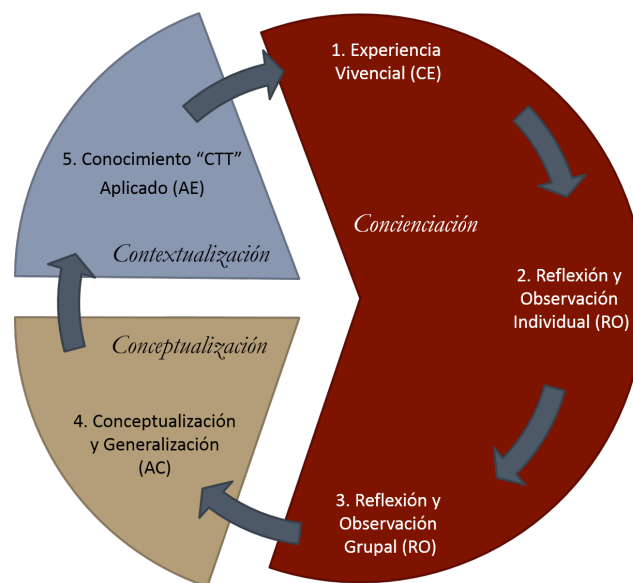 1. Experiencia
Vivencial (CE)
Concienciación
2. Reflexión y
Observación
Individual (RO)
3. Reflexión y
Observación
Grupal (RO)
Conceptualización
4. Conceptualización
y Generalización
(AC)
5. Conocimiento “CTT”
Aplicado (AE)
Contextualización